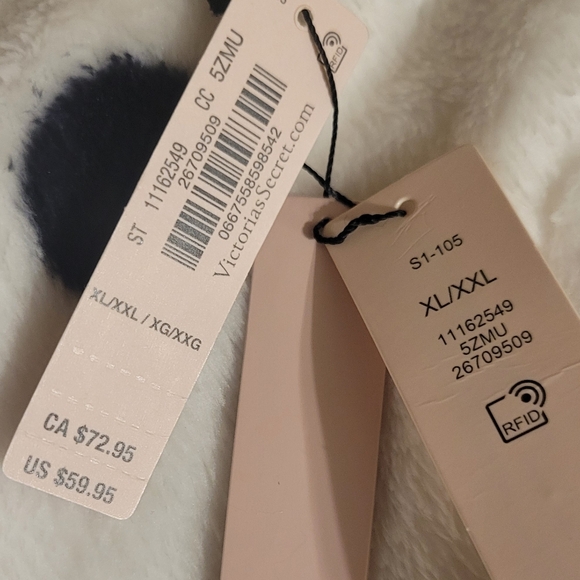 RFID
ST 11162549 CC 5ZMU
26709509
0667558598542
VictoriasSecret.com
XL/XXL / XG/XXG
CA $72.95
US $59.95
S1-105
XL/XXL
11162549
5ZMU
26709509
RFID